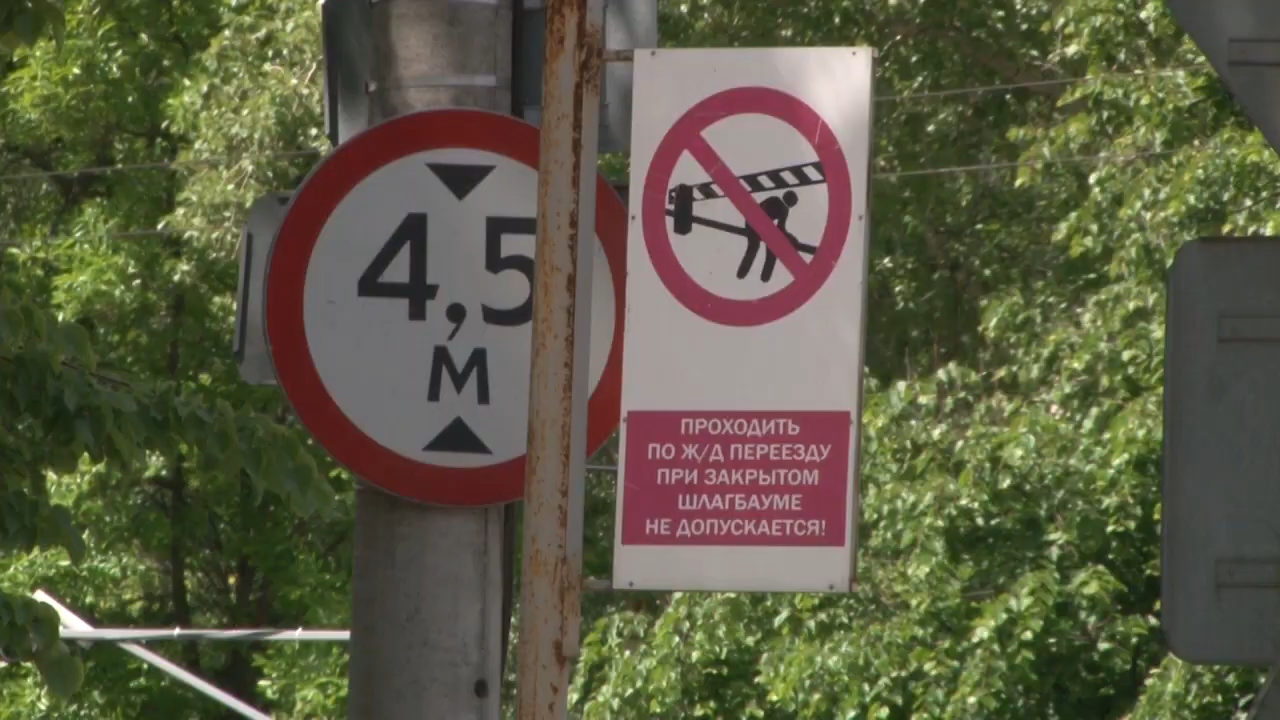 4,5
М
ПРОХОДИТЬ
ПО Ж/Д ПЕРЕЕЗДУ
ПРИ ЗАКРЫТОМ
ШЛАГБАУМЕ
НЕ ДОПУСКАЕТСЯ!